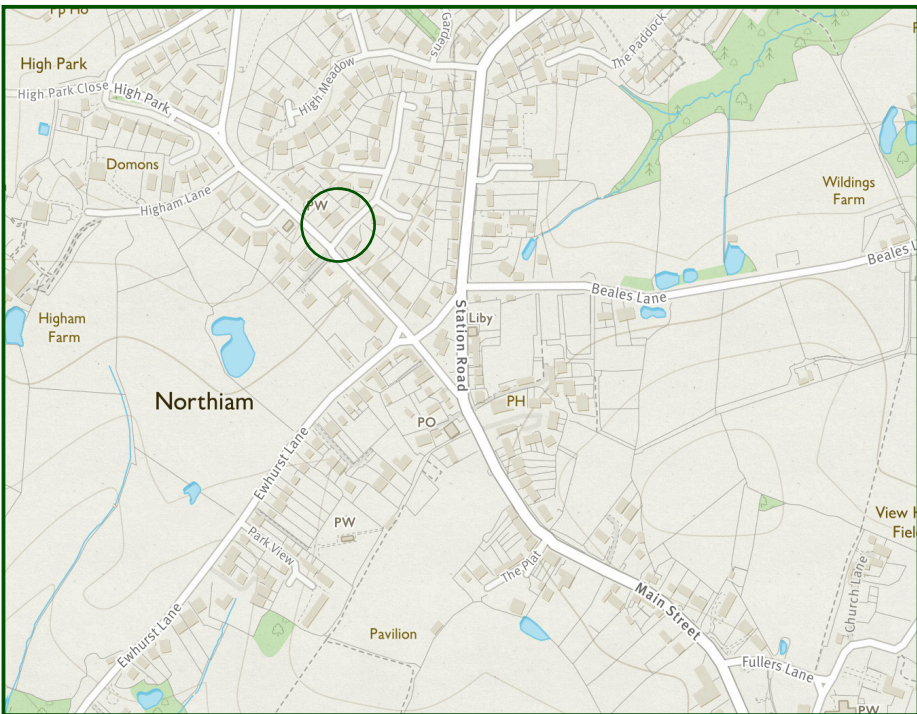 Fp Ho
Gardens
The Paddock
High Park
High Meadow
High Park Close
High Park
Domons
Wildings
Farm
Higham Lane
PW
Beales L
Beales Lane
Higham
Farm
Station Road
Liby
Northiam
PH
PO
Ewhurst Lane
View H
Fiel
PW
Park View
The Plat
Church Lane
Main Street
Pavilion
Ewhurst Lane
Fullers Lane
PW